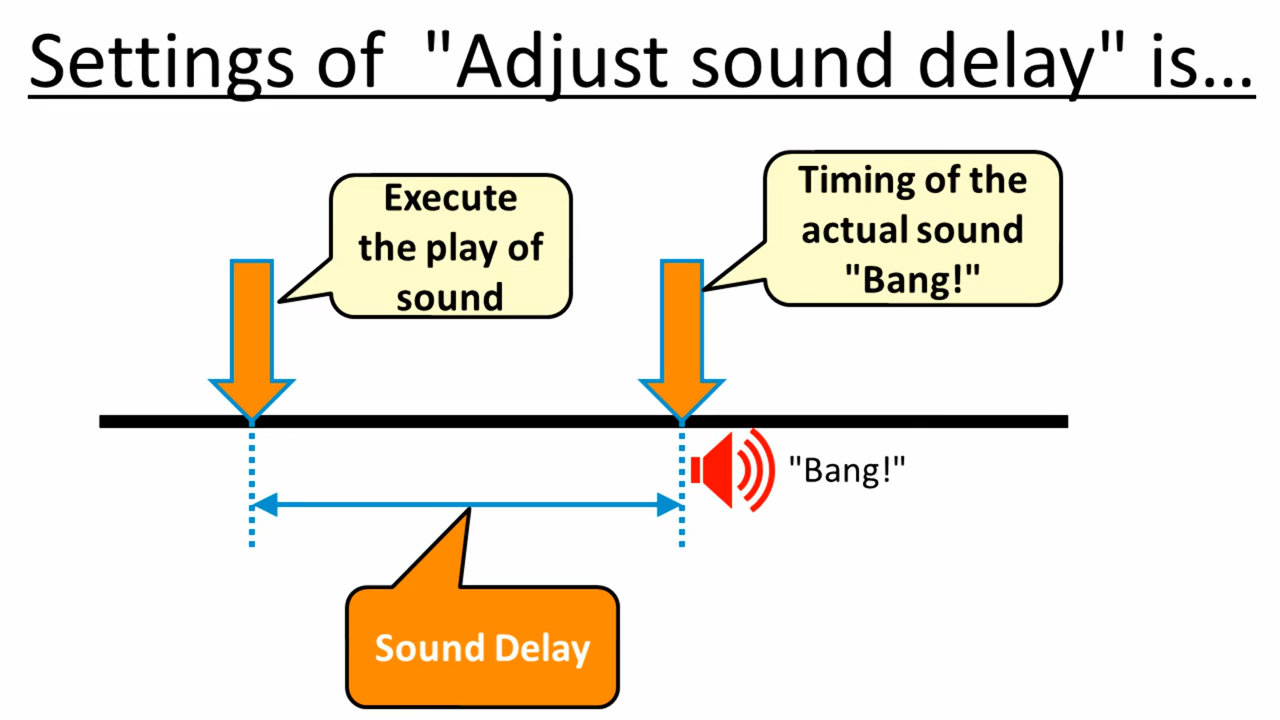 Settings of "Adjust sound delay" is...
Execute
the play of
sound
Timing of the
actual sound
"Bang!"
"Bang!"
Sound Delay